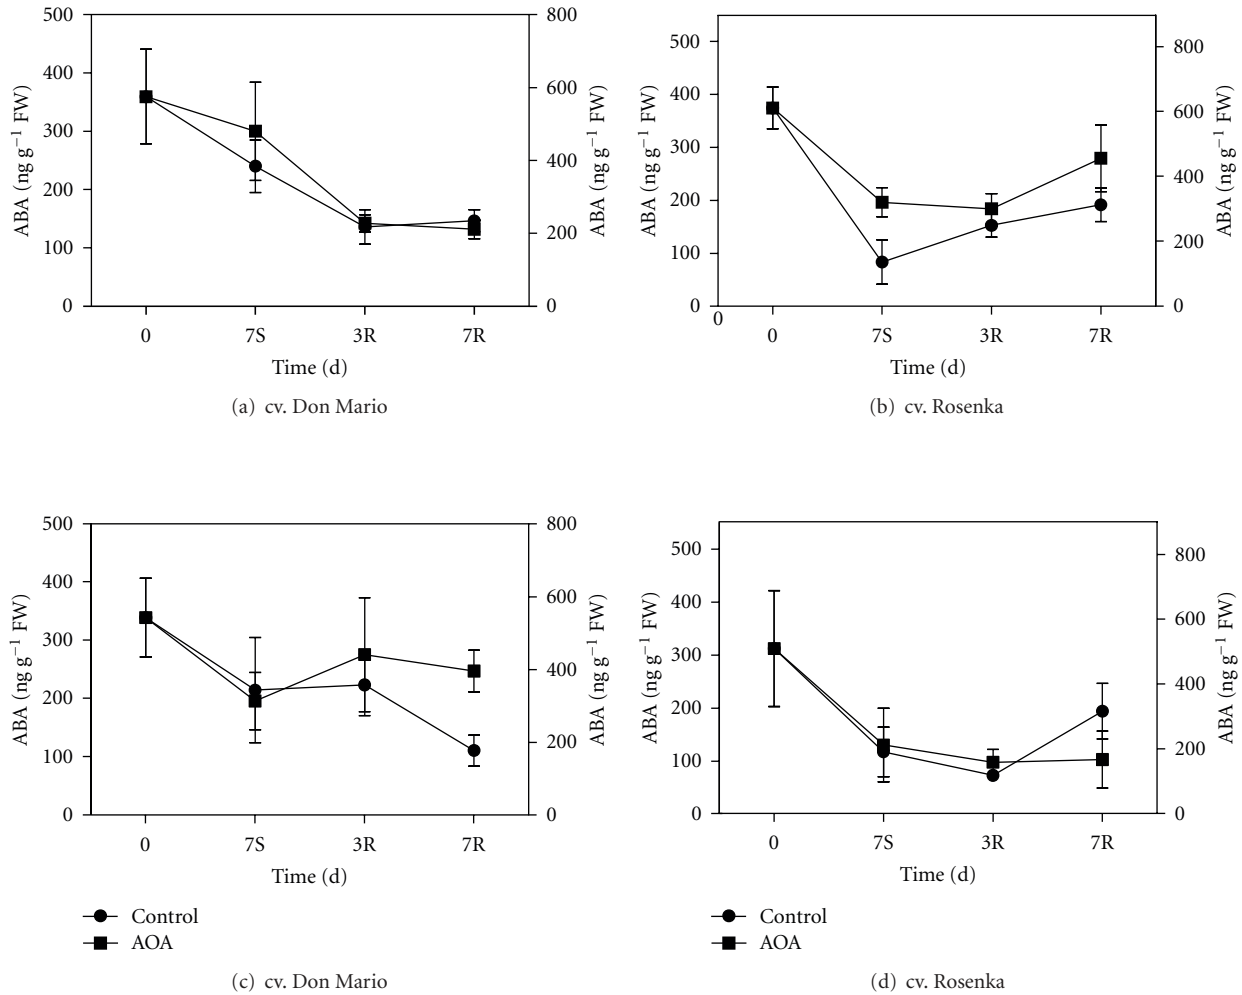 500
400
300
200
100
0
ABA (ng g−1 FW)
800
600
400
200
0
ABA (ng g−1 FW)
0 7S 3R 7R
Time (d)
(a) cv. Don Mario
500
400
300
200
100
0
0
ABA (ng g−1 FW)
800
600
400
200
0
ABA (ng g−1 FW)
0 7S 3R 7R
Time (d)
(b) cv. Rosenka
500
400
300
200
100
0
ABA (ng g−1 FW)
800
600
400
200
0
ABA (ng g−1 FW)
0 7S 3R 7R
Time (d)
Control
AOA
(c) cv. Don Mario
500
400
300
200
100
0
ABA (ng g−1 FW)
800
600
400
200
0
ABA (ng g−1 FW)
0 7S 3R 7R
Time (d)
Control
AOA
(d) cv. Rosenka